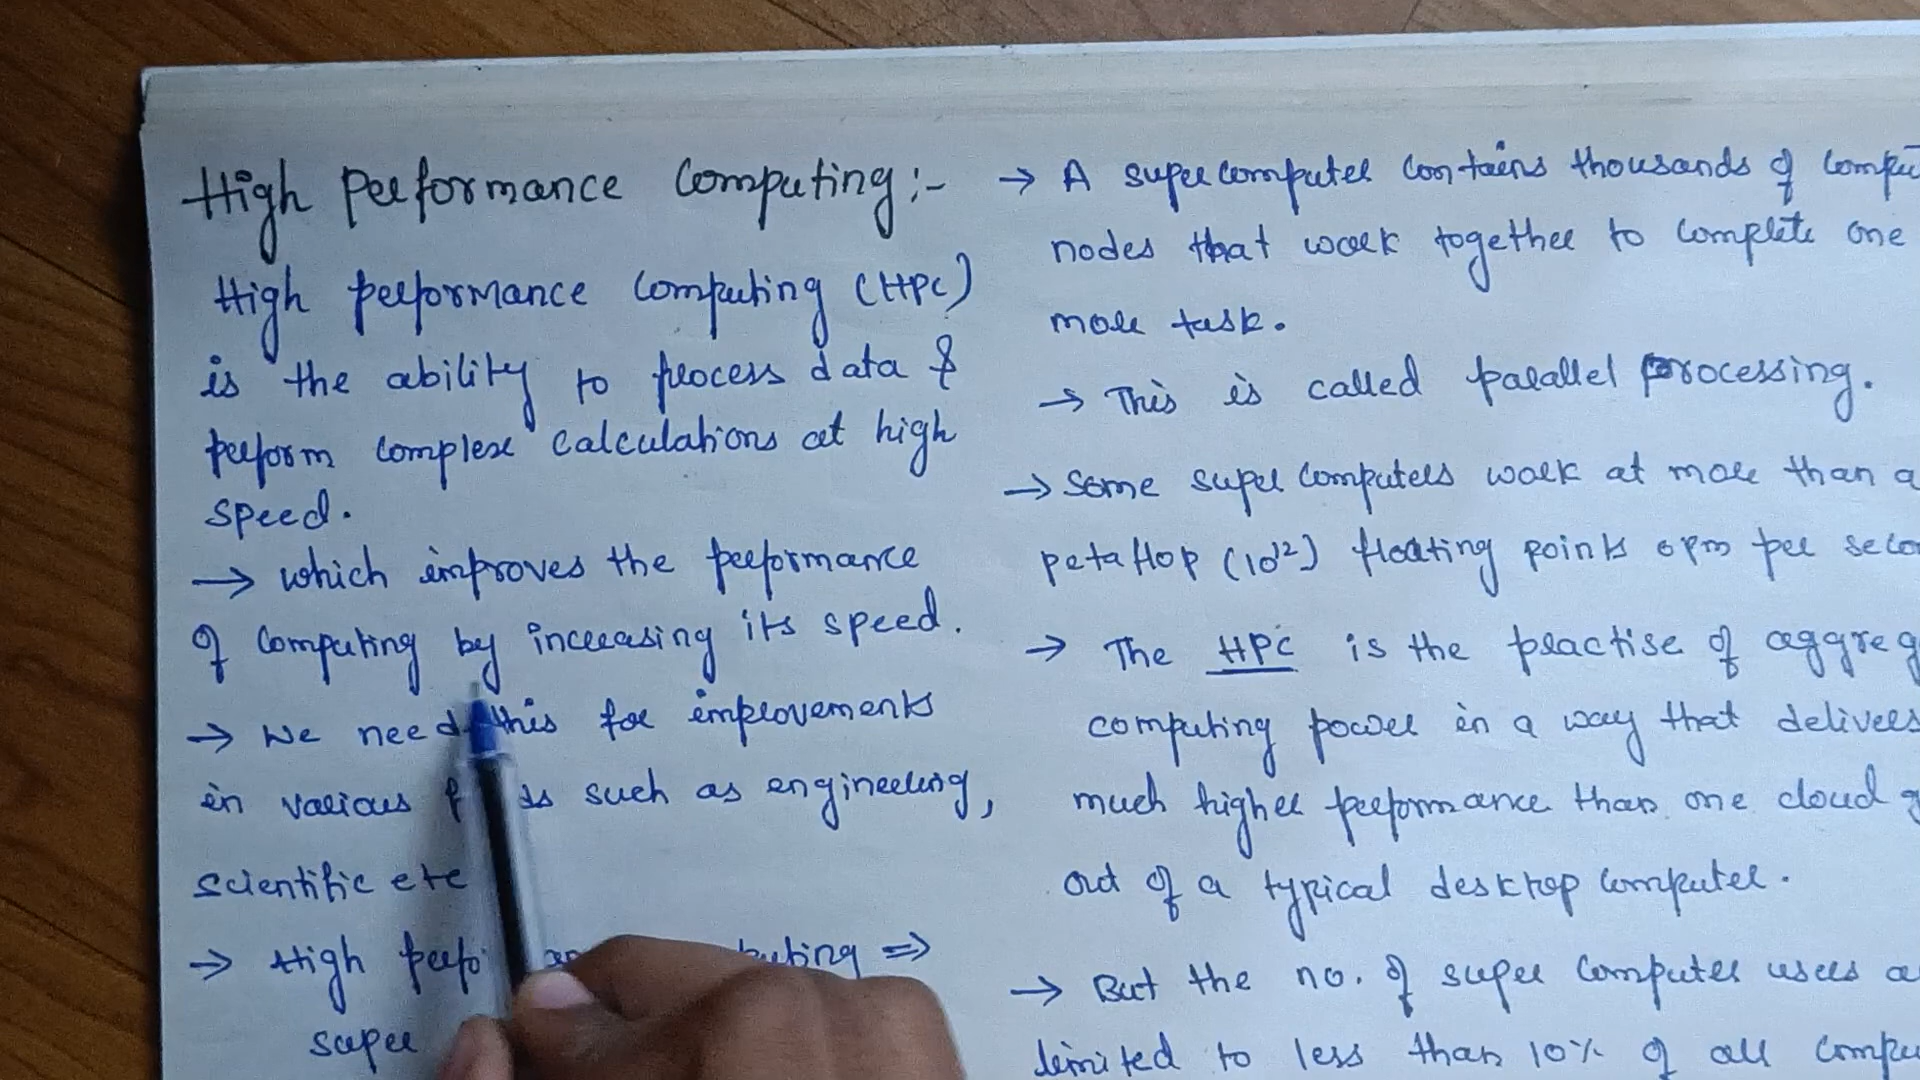 High Performance Computing :-
High performance Computing (HPC)
is the ability to process data &
perform complex calculations at high
speed.
→ which improves the performance
of Computing by increasing its speed.
→ We need this for improvements
in various such as engineering,
scientific etc
→ High ⇒
super
→ A super computer contains thousands of
nodes that work together to complete one
more task.
→ This is called parallel processing.
→ Some super Computers work at more than a
petaflop (10^12) floating points opm per
→ The HPC is the practise of
computing power in a way that delivers
much higher performance than one cloud
out of a typical desktop computer.
→ But the no. of super Computer users
limited to less than 10% of all